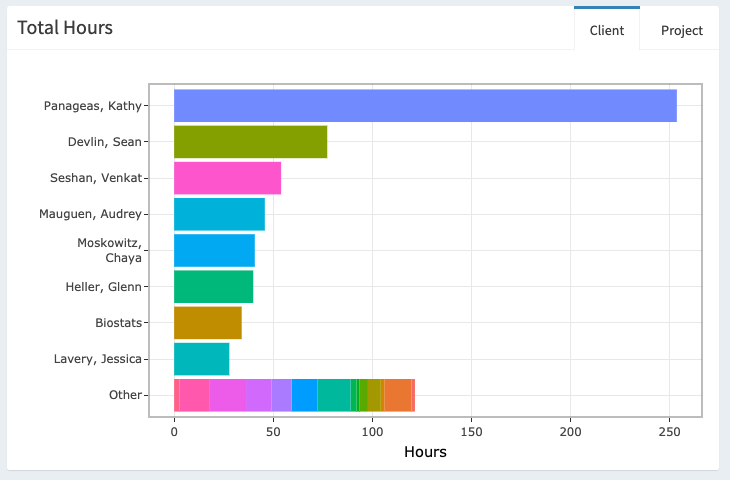 Total Hours
Client
Project
Panageas, Kathy
Devlin, Sean
Seshan, Venkat
Mauguen, Audrey
Moskowitz,
Chaya
Heller, Glenn
Biostats
Lavery, Jessica
Other
0 50 100 150 200 250
Hours